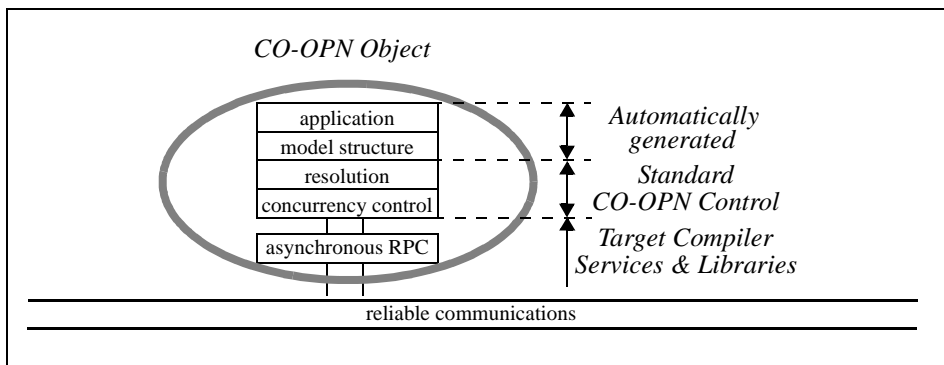 CO-OPN Object
application
model structure
resolution
concurrency control
asynchronous RPC
Automatically
generated
Standard
CO-OPN Control
Target Compiler
Services & Libraries
reliable communications